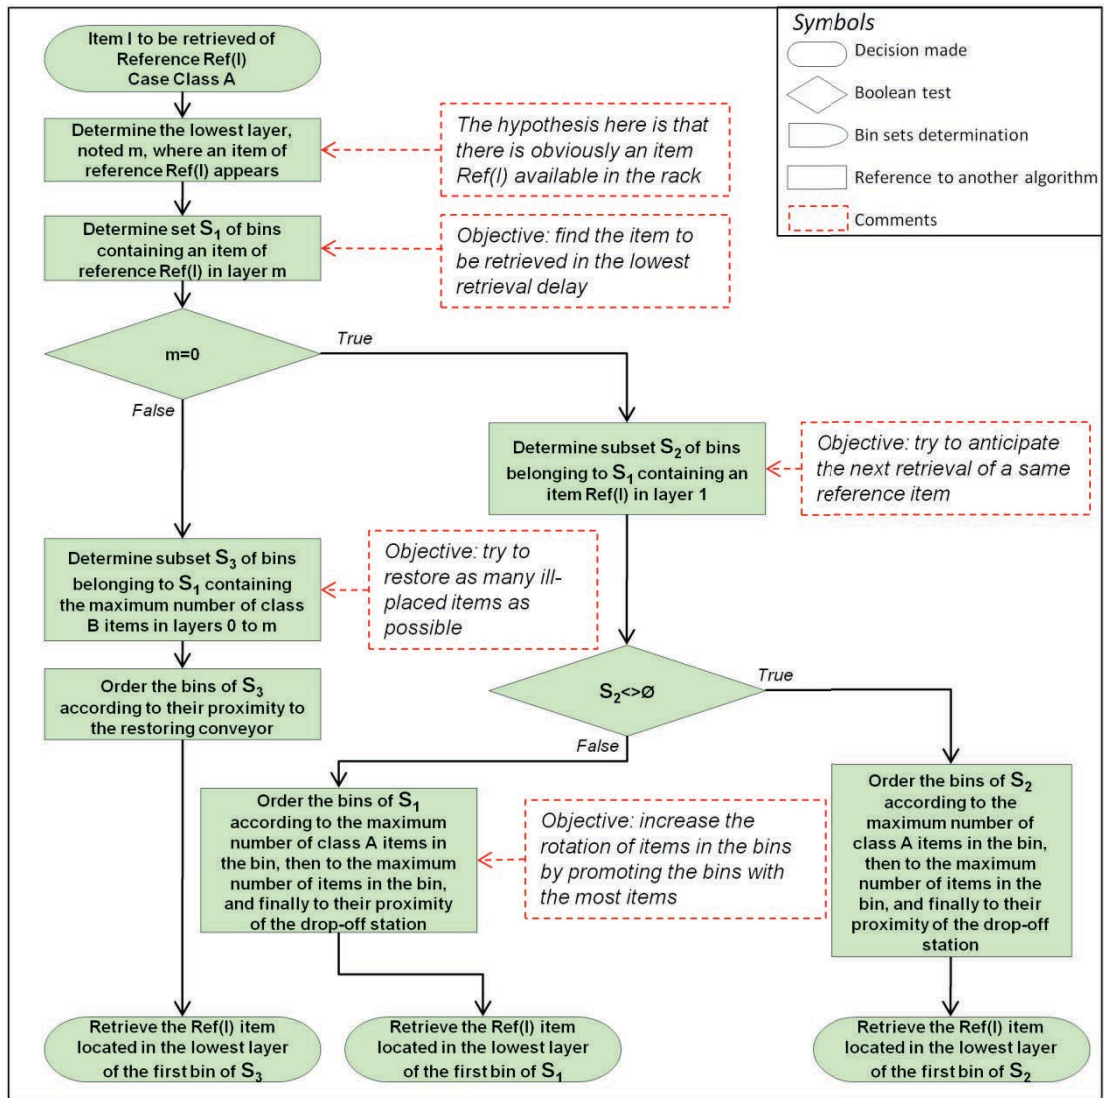 Item I to be retrieved of
Reference Ref(I)
Case Class A
Symbols
Decision made
Boolean test
Bin sets determination
Reference to another algorithm
Comments
Determine the lowest layer,
noted m, where an item of
reference Ref(I) appears
The hypothesis here is that
there is obviously an item
Ref(I) available in the rack
Determine set S1 of bins
containing an item of
reference Ref(I) in layer m
Objective: find the item to
be retrieved in the lowest
retrieval delay
m=0
True
False
Determine subset S2 of bins
belonging to S1 containing an
item Ref(I) in layer 1
Objective: try to anticipate
the next retrieval of a same
reference item
Determine subset S3 of bins
belonging to S1 containing
the maximum number of class
B items in layers 0 to m
Objective: try to
restore as many ill-
placed items as
possible
Order the bins of S3
according to their proximity to
the restoring conveyor
S2<>Ø
True
False
Order the bins of S1
according to the maximum
number of class A items in
the bin, then to the maximum
number of items in the bin,
and finally to their proximity
of the drop-off station
Objective: increase the
rotation of items in the bins
by promoting the bins with
the most items
Order the bins of S2
according to the
maximum number of
class A items in the bin,
then to the maximum
number of items in the
bin, and finally to their
proximity of the drop-off
station
Retrieve the Ref(I) item
located in the lowest layer
of the first bin of S3
Retrieve the Ref(I) item
located in the lowest layer
of the first bin of S1
Retrieve the Ref(I) item
located in the lowest layer
of the first bin of S2